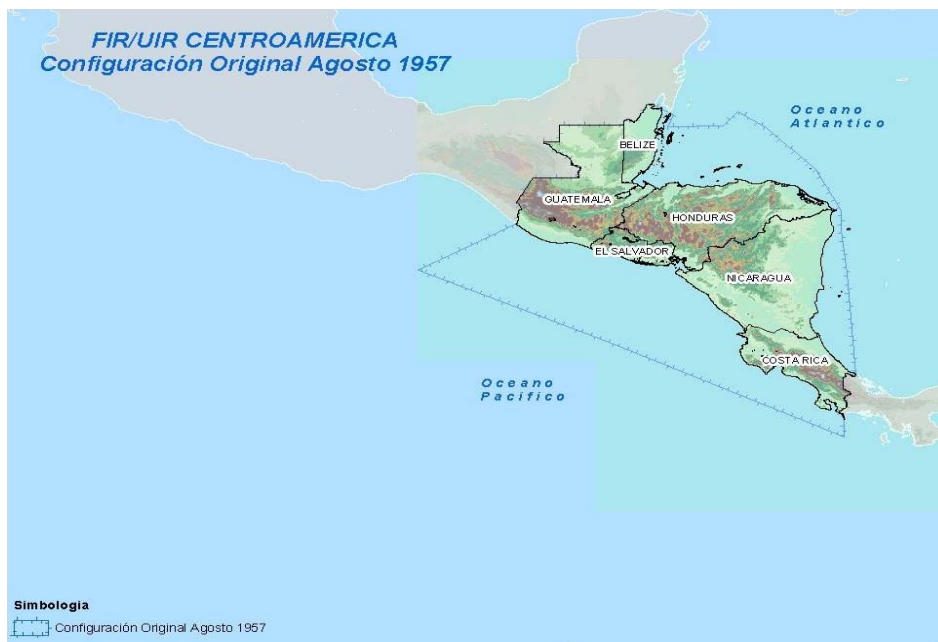 FIR/UIR CENTROAMERICA
Configuración Original Agosto 1957
Oceano
Atlantico
BELIZE
GUATEMALA
HONDURAS
EL SALVADOR
NICARAGUA
COSTA RICA
Oceano
Pacifico
Simbologia
Configuración Original Agosto 1957